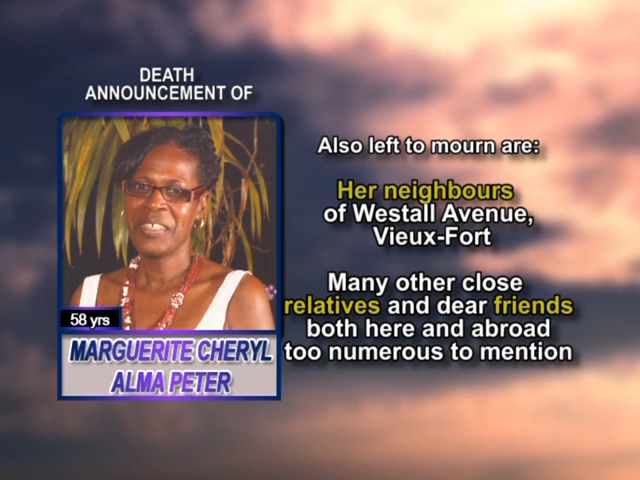 DEATH
ANNOUNCEMENT OF
58 yrs
MARGUERITE CHERYL
ALMA PETER
Also left to mourn are:
Her neighbours
of Westall Avenue,
Vieux-Fort
Many other close
relatives and dear friends
both here and abroad
too numerous to mention